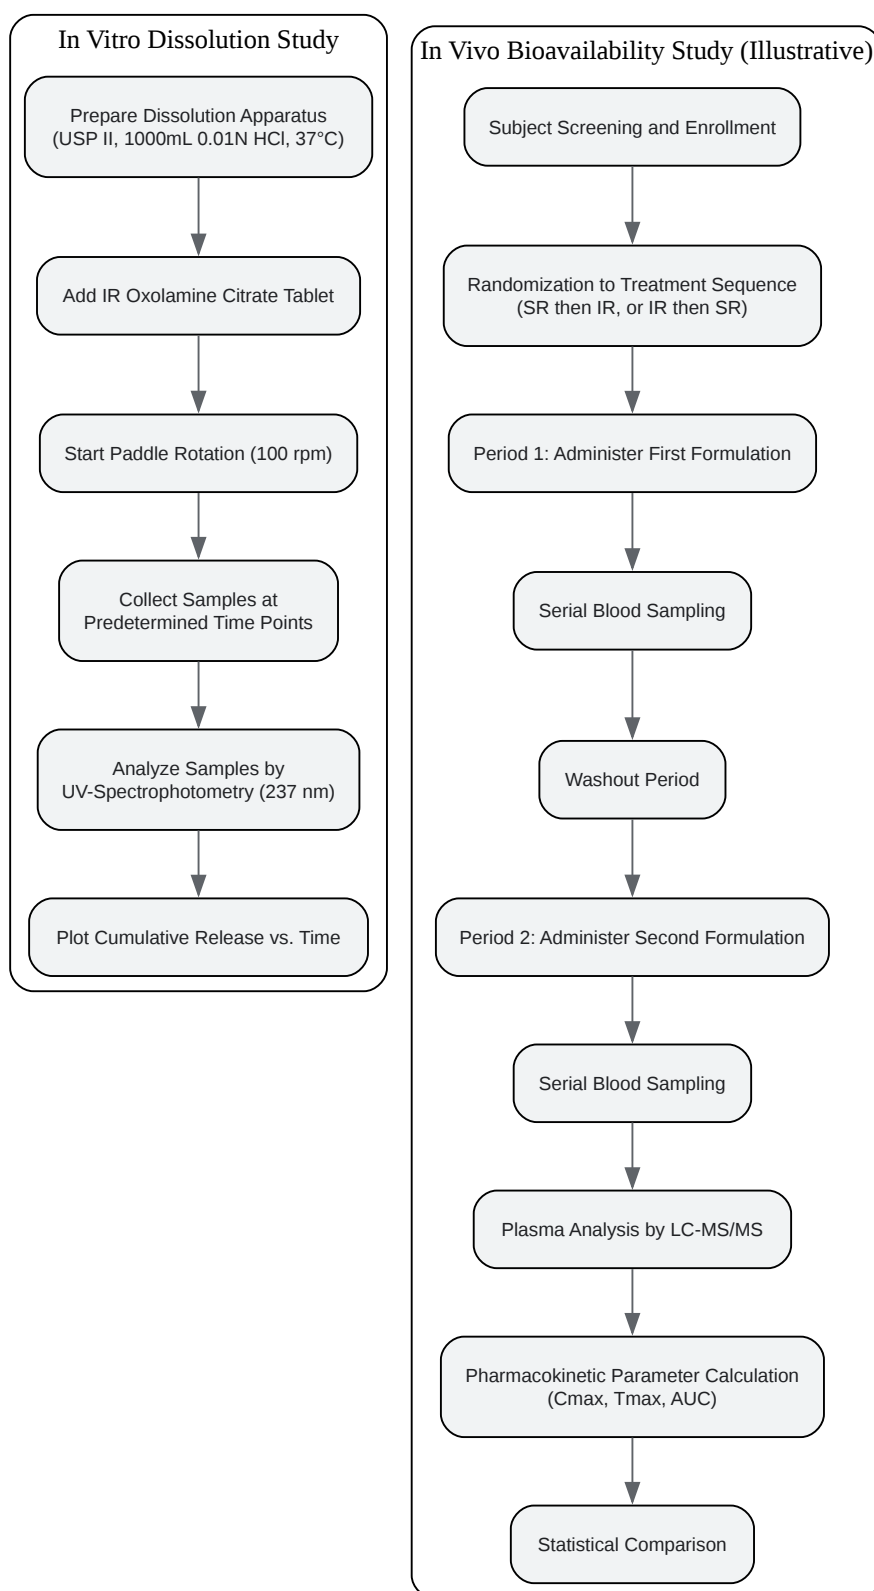 In Vitro Dissolution Study
Prepare Dissolution Apparatus
(USP II, 1000mL 0.01N HCl, 37°C)
Add IR Oxolamine Citrate Tablet
Start Paddle Rotation (100 rpm)
Collect Samples at
Predetermined Time Points
Analyze Samples by
UV-Spectrophotometry (237 nm)
Plot Cumulative Release vs. Time
In Vivo Bioavailability Study (Illustrative)
Subject Screening and Enrollment
Randomization to Treatment Sequence
(SR then IR, or IR then SR)
Period 1: Administer First Formulation
Serial Blood Sampling
Washout Period
Period 2: Administer Second Formulation
Serial Blood Sampling
Plasma Analysis by LC-MS/MS
Pharmacokinetic Parameter Calculation
(Cmax, Tmax, AUC)
Statistical Comparison